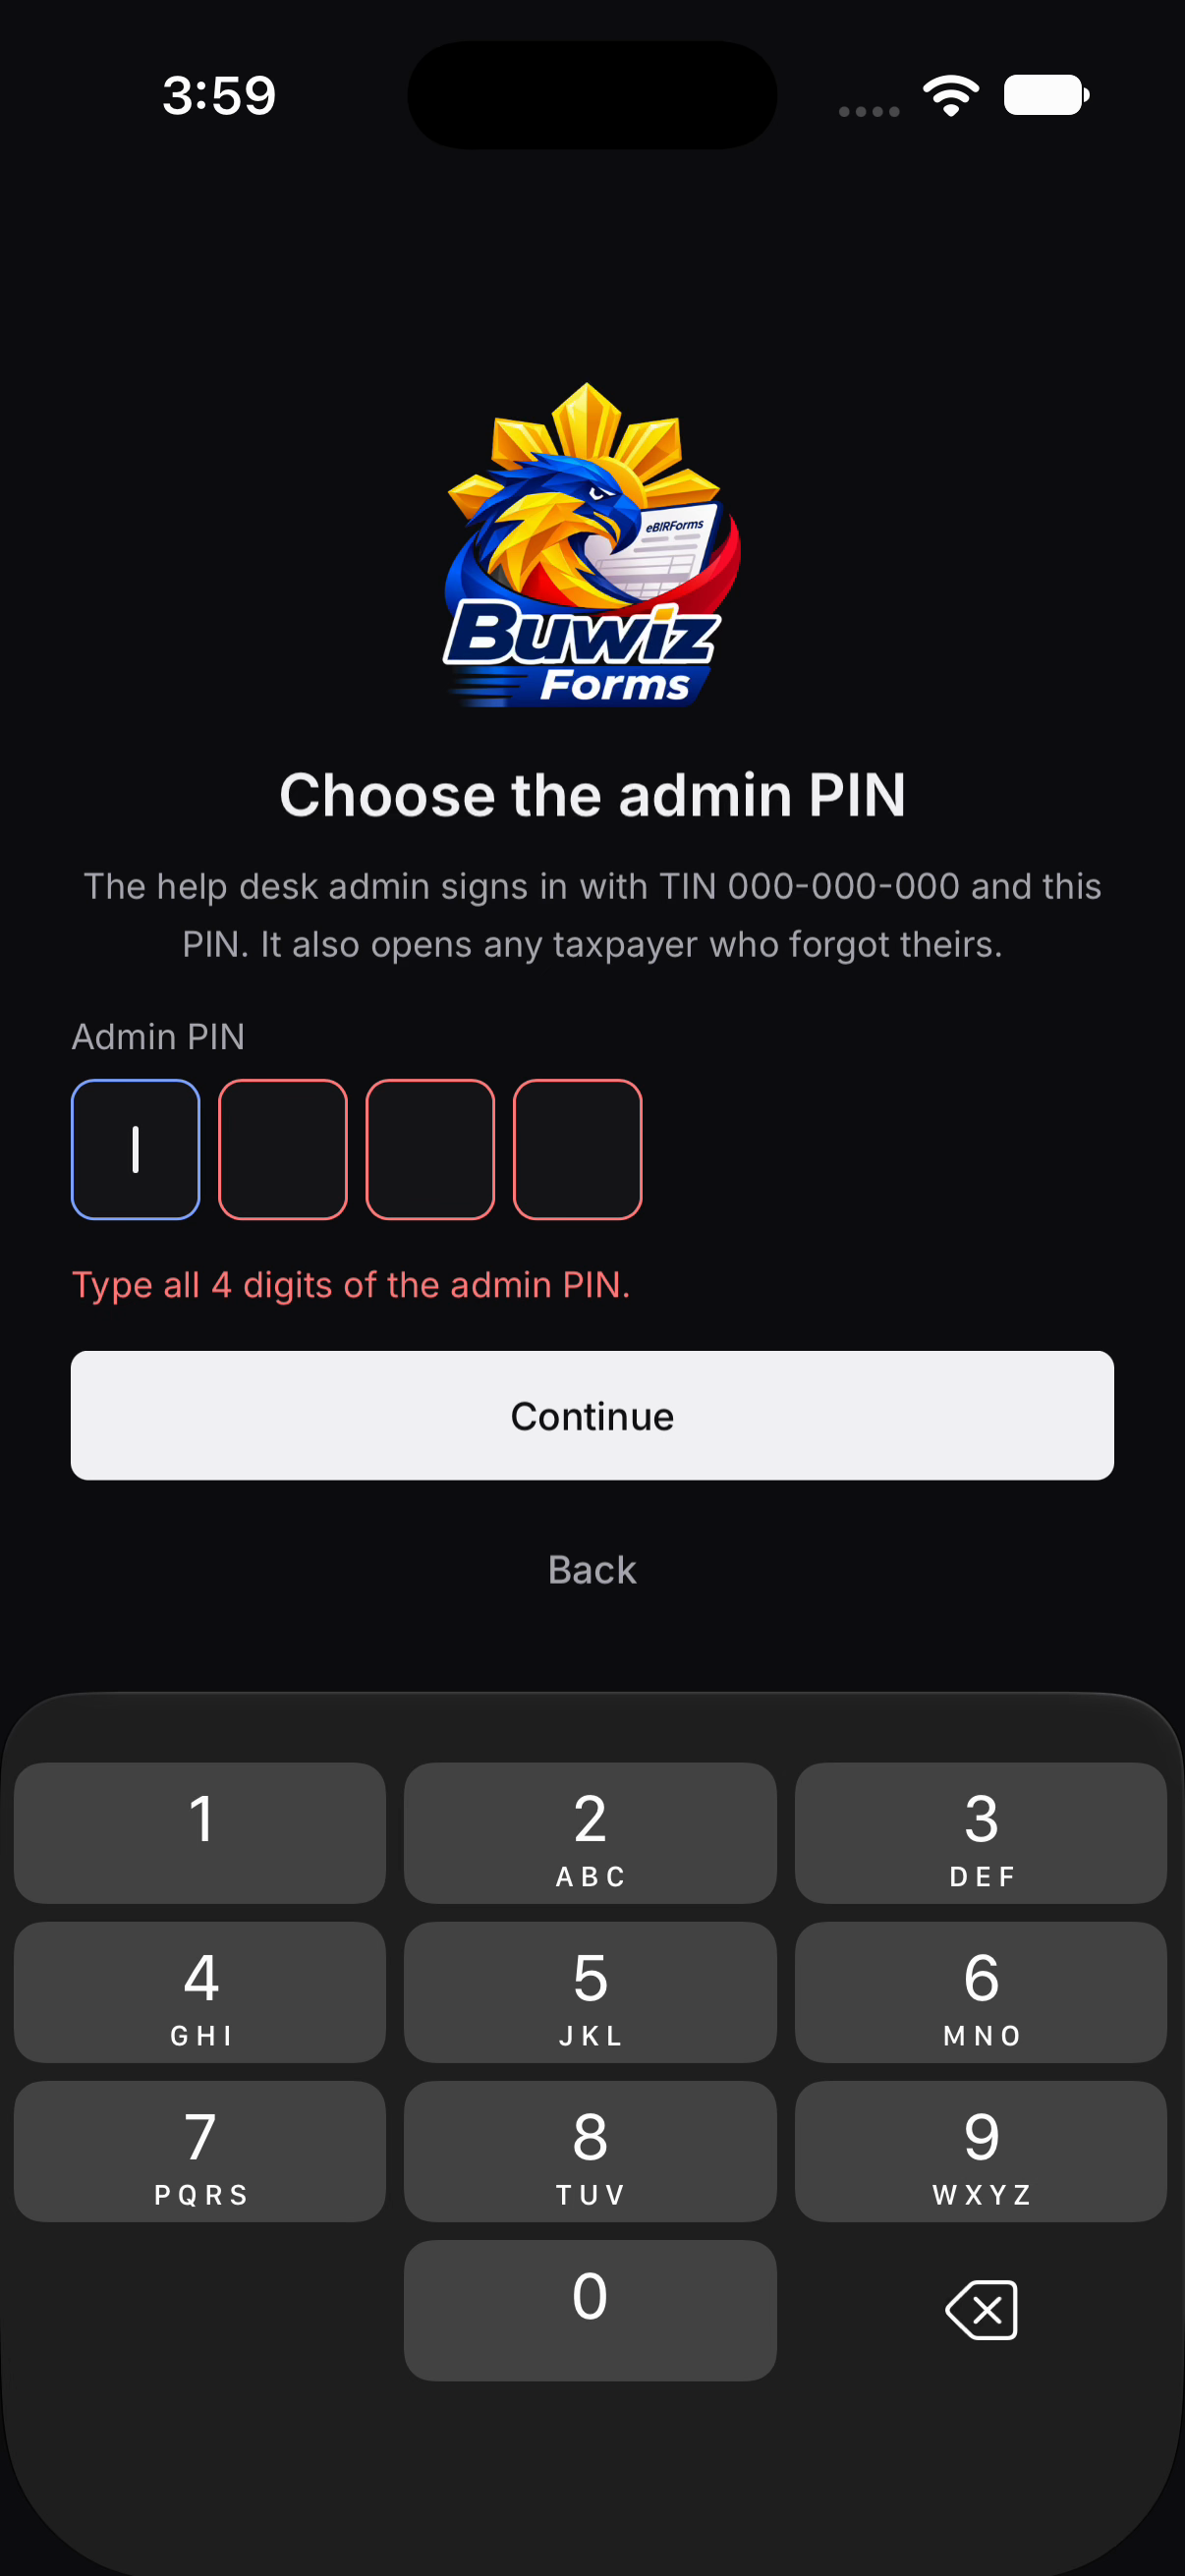 3:59
eBIRForms
Buwiz
Forms
Choose the admin PIN
The help desk admin signs in with TIN 000-000-000 and this
PIN. It also opens any taxpayer who forgot theirs.
Admin PIN
Type all 4 digits of the admin PIN.
Continue
Back
1
2
ABC
3
DEF
4
GHI
5
JKL
6
MNO
7
PQRS
8
TUV
9
WXYZ
0